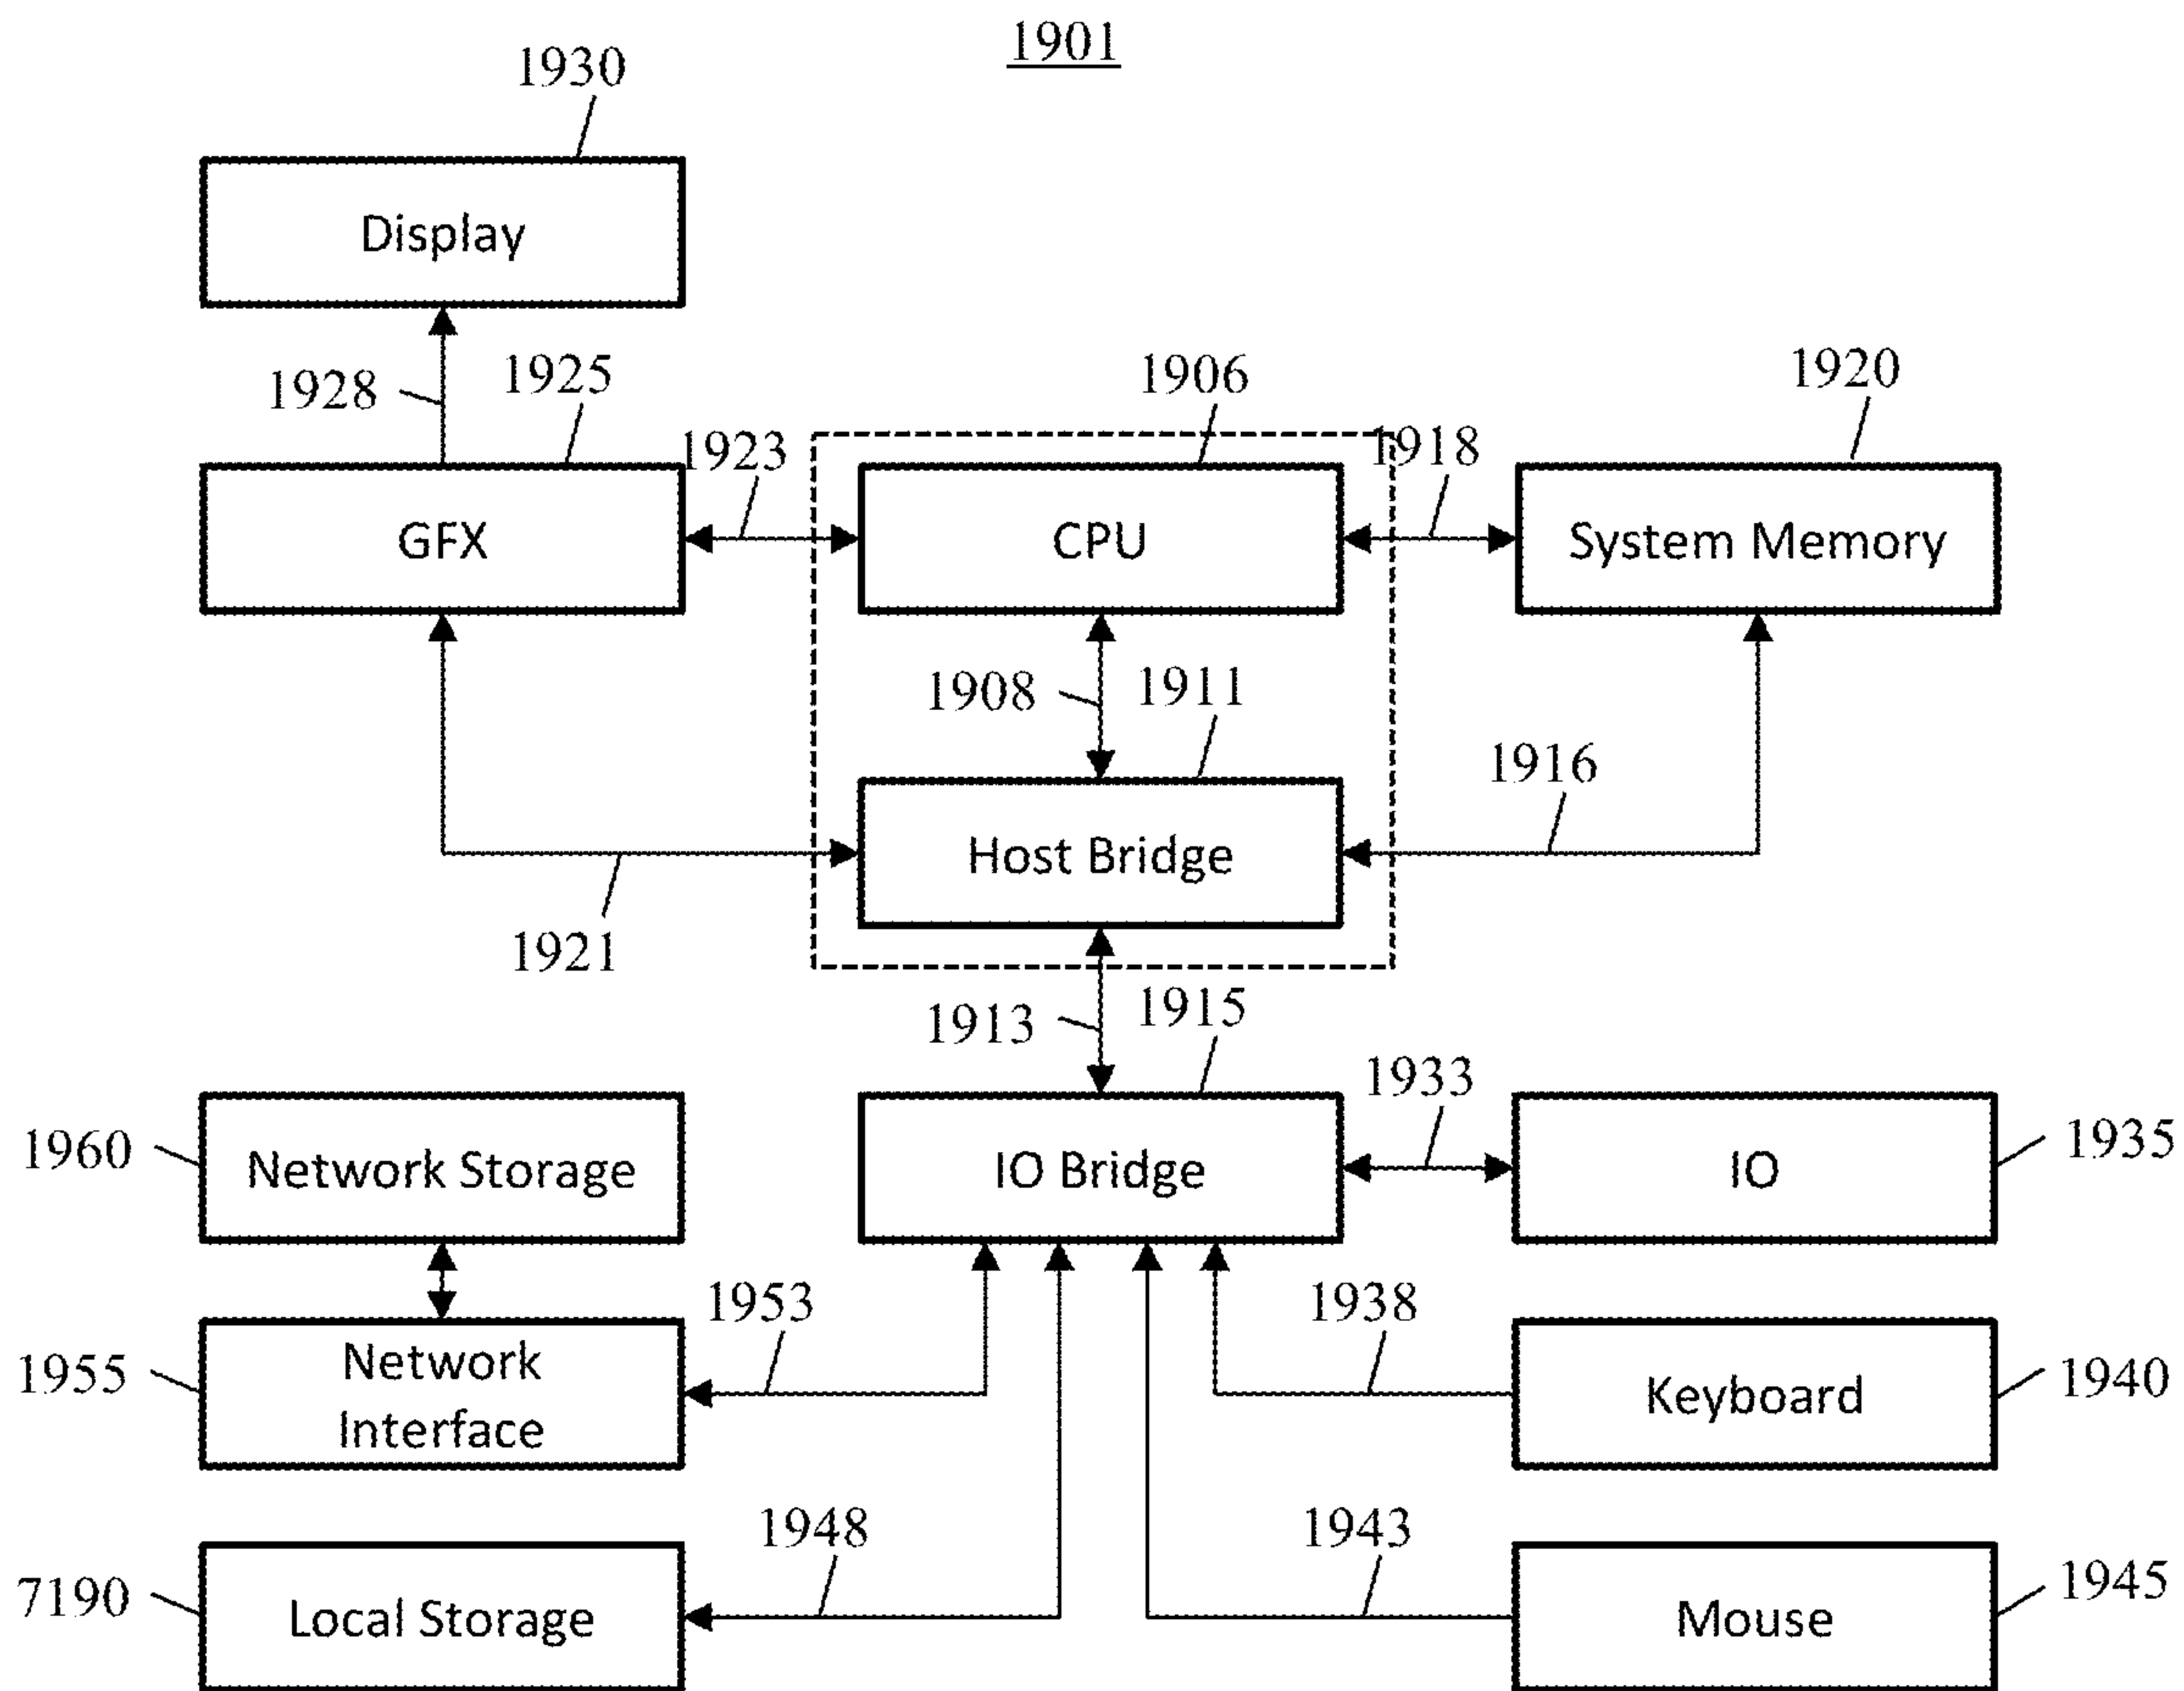 1901
1930
Display
1928
1925
1923
1906
1918
1920
GFX
CPU
System Memory
1908
1911
1916
Host Bridge
1921
1913
1915
1933
1960
Network Storage
IO Bridge
IO
1935
1953
1938
1955
Network
Interface
Keyboard
1940
1948
1943
7190
Local Storage
Mouse
1945